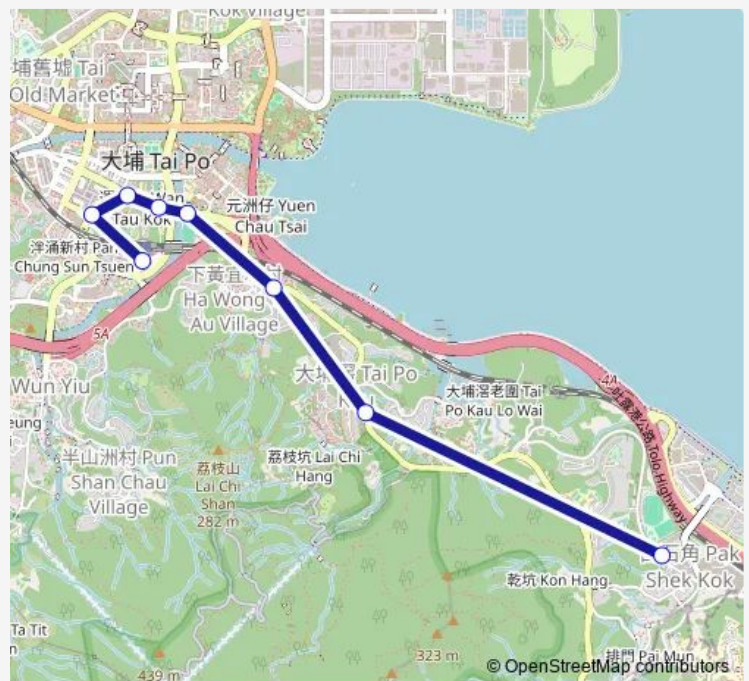 Kok Village
埔舊墟 Tai
Old Market
大埔 Tai Po
Wan
Tau Kok
元洲仔 Yuen
Chau Tsai
泮涌新村 Pan
Chung Sun Tsuen
下黃宜
Ha Wong
Au Village
5A
Wun Yiu
大埔滘 Tai Po
大埔滘老圍 Tai
Po Kau Lo Wai
4A
吐露港公路 Tolo Highway
半山洲村 Pun
Shan Chau
Village
荔枝山
Lai Chi
Shan
282 m
荔枝坑 Lai Chi
Hang
石角 Pak
Shek Kok
乾坑 Kon Hang
Ta Tit
439 m
323 m
排門 Pai Mun
© OpenStreetMap contributors